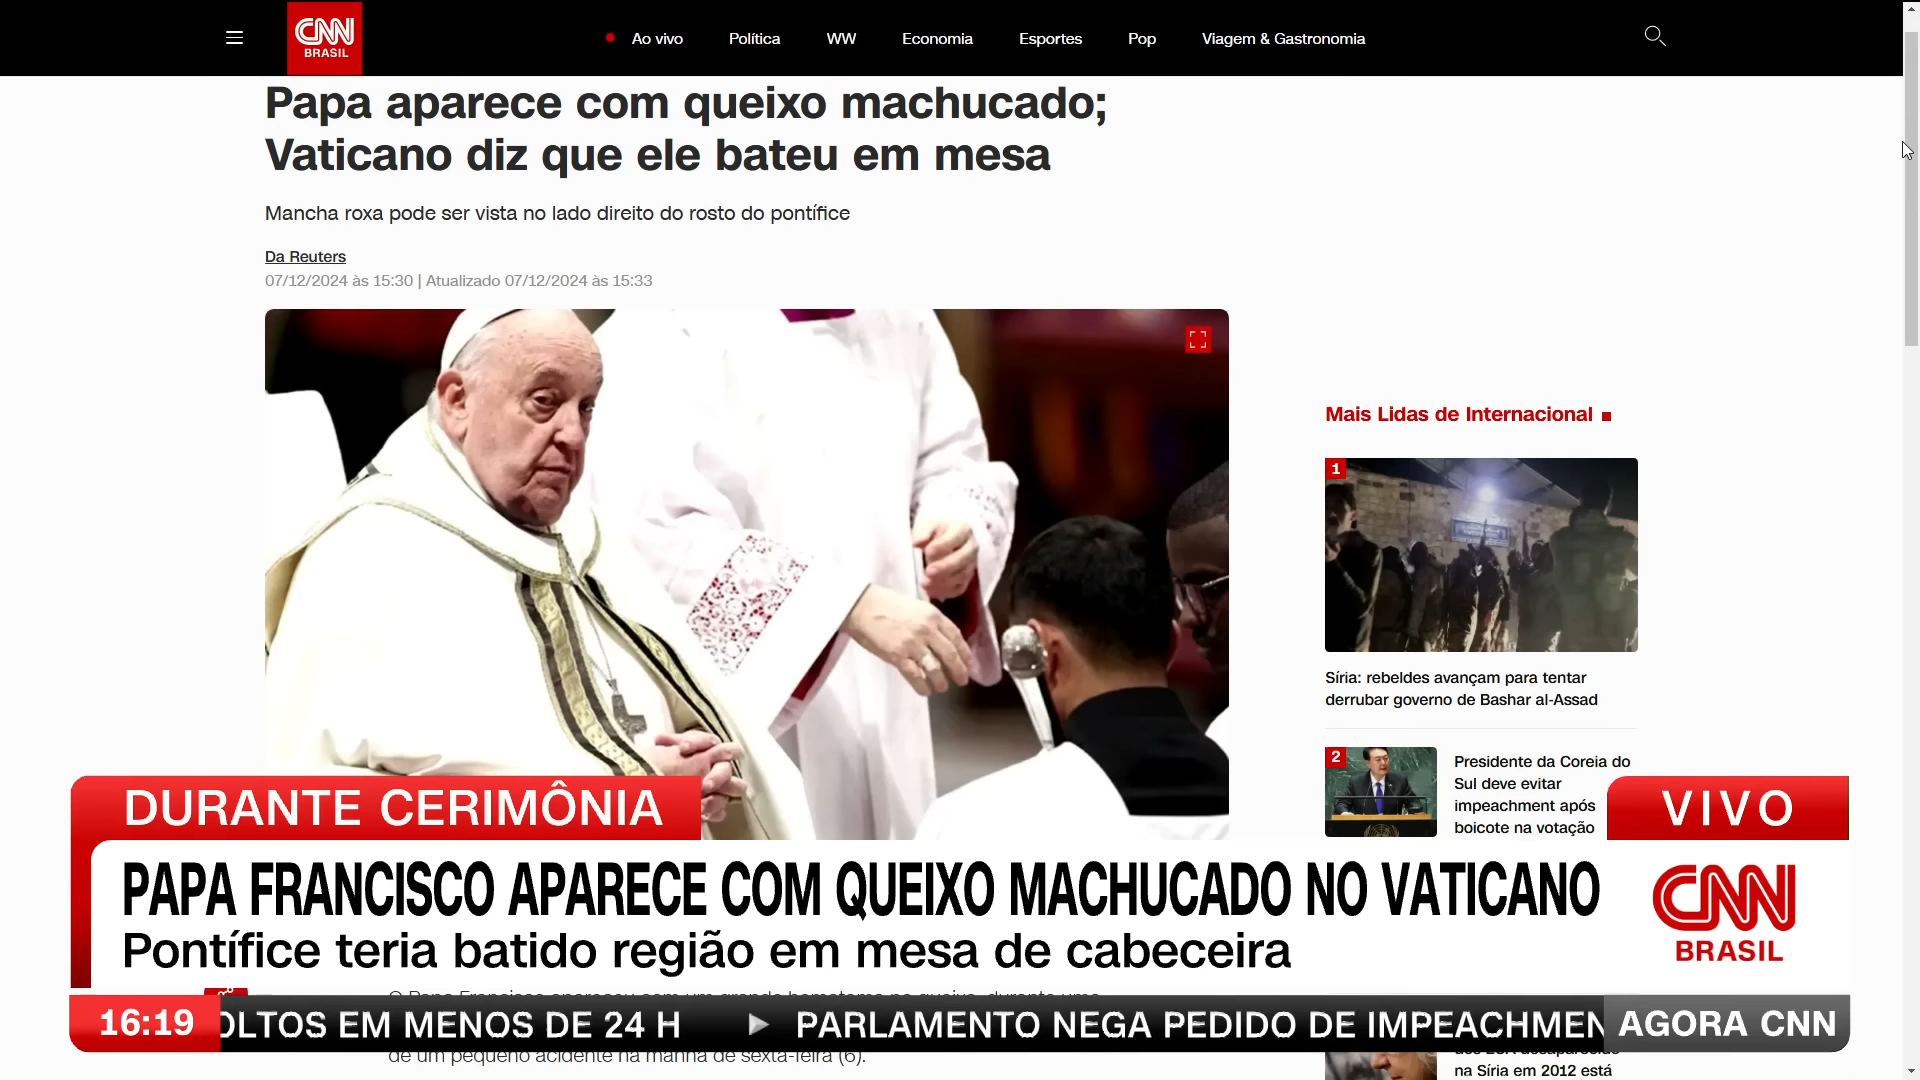 CNN
BRASIL
Ao vivo
Política
WW
Economia
Esportes
Pop
Viagem & Gastronomia
Papa aparece com queixo machucado;
Vaticano diz que ele bateu em mesa
Mancha roxa pode ser vista no lado direito do rosto do pontífice
Da Reuters
07/12/2024 às 15:30 | Atualizado 07/12/2024 às 15:33
Mais Lidas de Internacional
1
Síria: rebeldes avançam para tentar
derrubar governo de Bashar al-Assad
2
Presidente da Coreia do
Sul deve evitar
impeachment após
boicote na votação
DURANTE CERIMÔNIA
VIVO
PAPA FRANCISCO APARECE COM QUEIXO MACHUCADO NO VATICANO
Pontífice teria batido região em mesa de cabeceira
CNN
BRASIL
16:19
OLTOS EM MENOS DE 24 H
PARLAMENTO NEGA PEDIDO DE IMPEACHMEN
AGORA CNN
de um pequeno acidente na manhã de sexta-feira (6).
na Síria em 2012 está